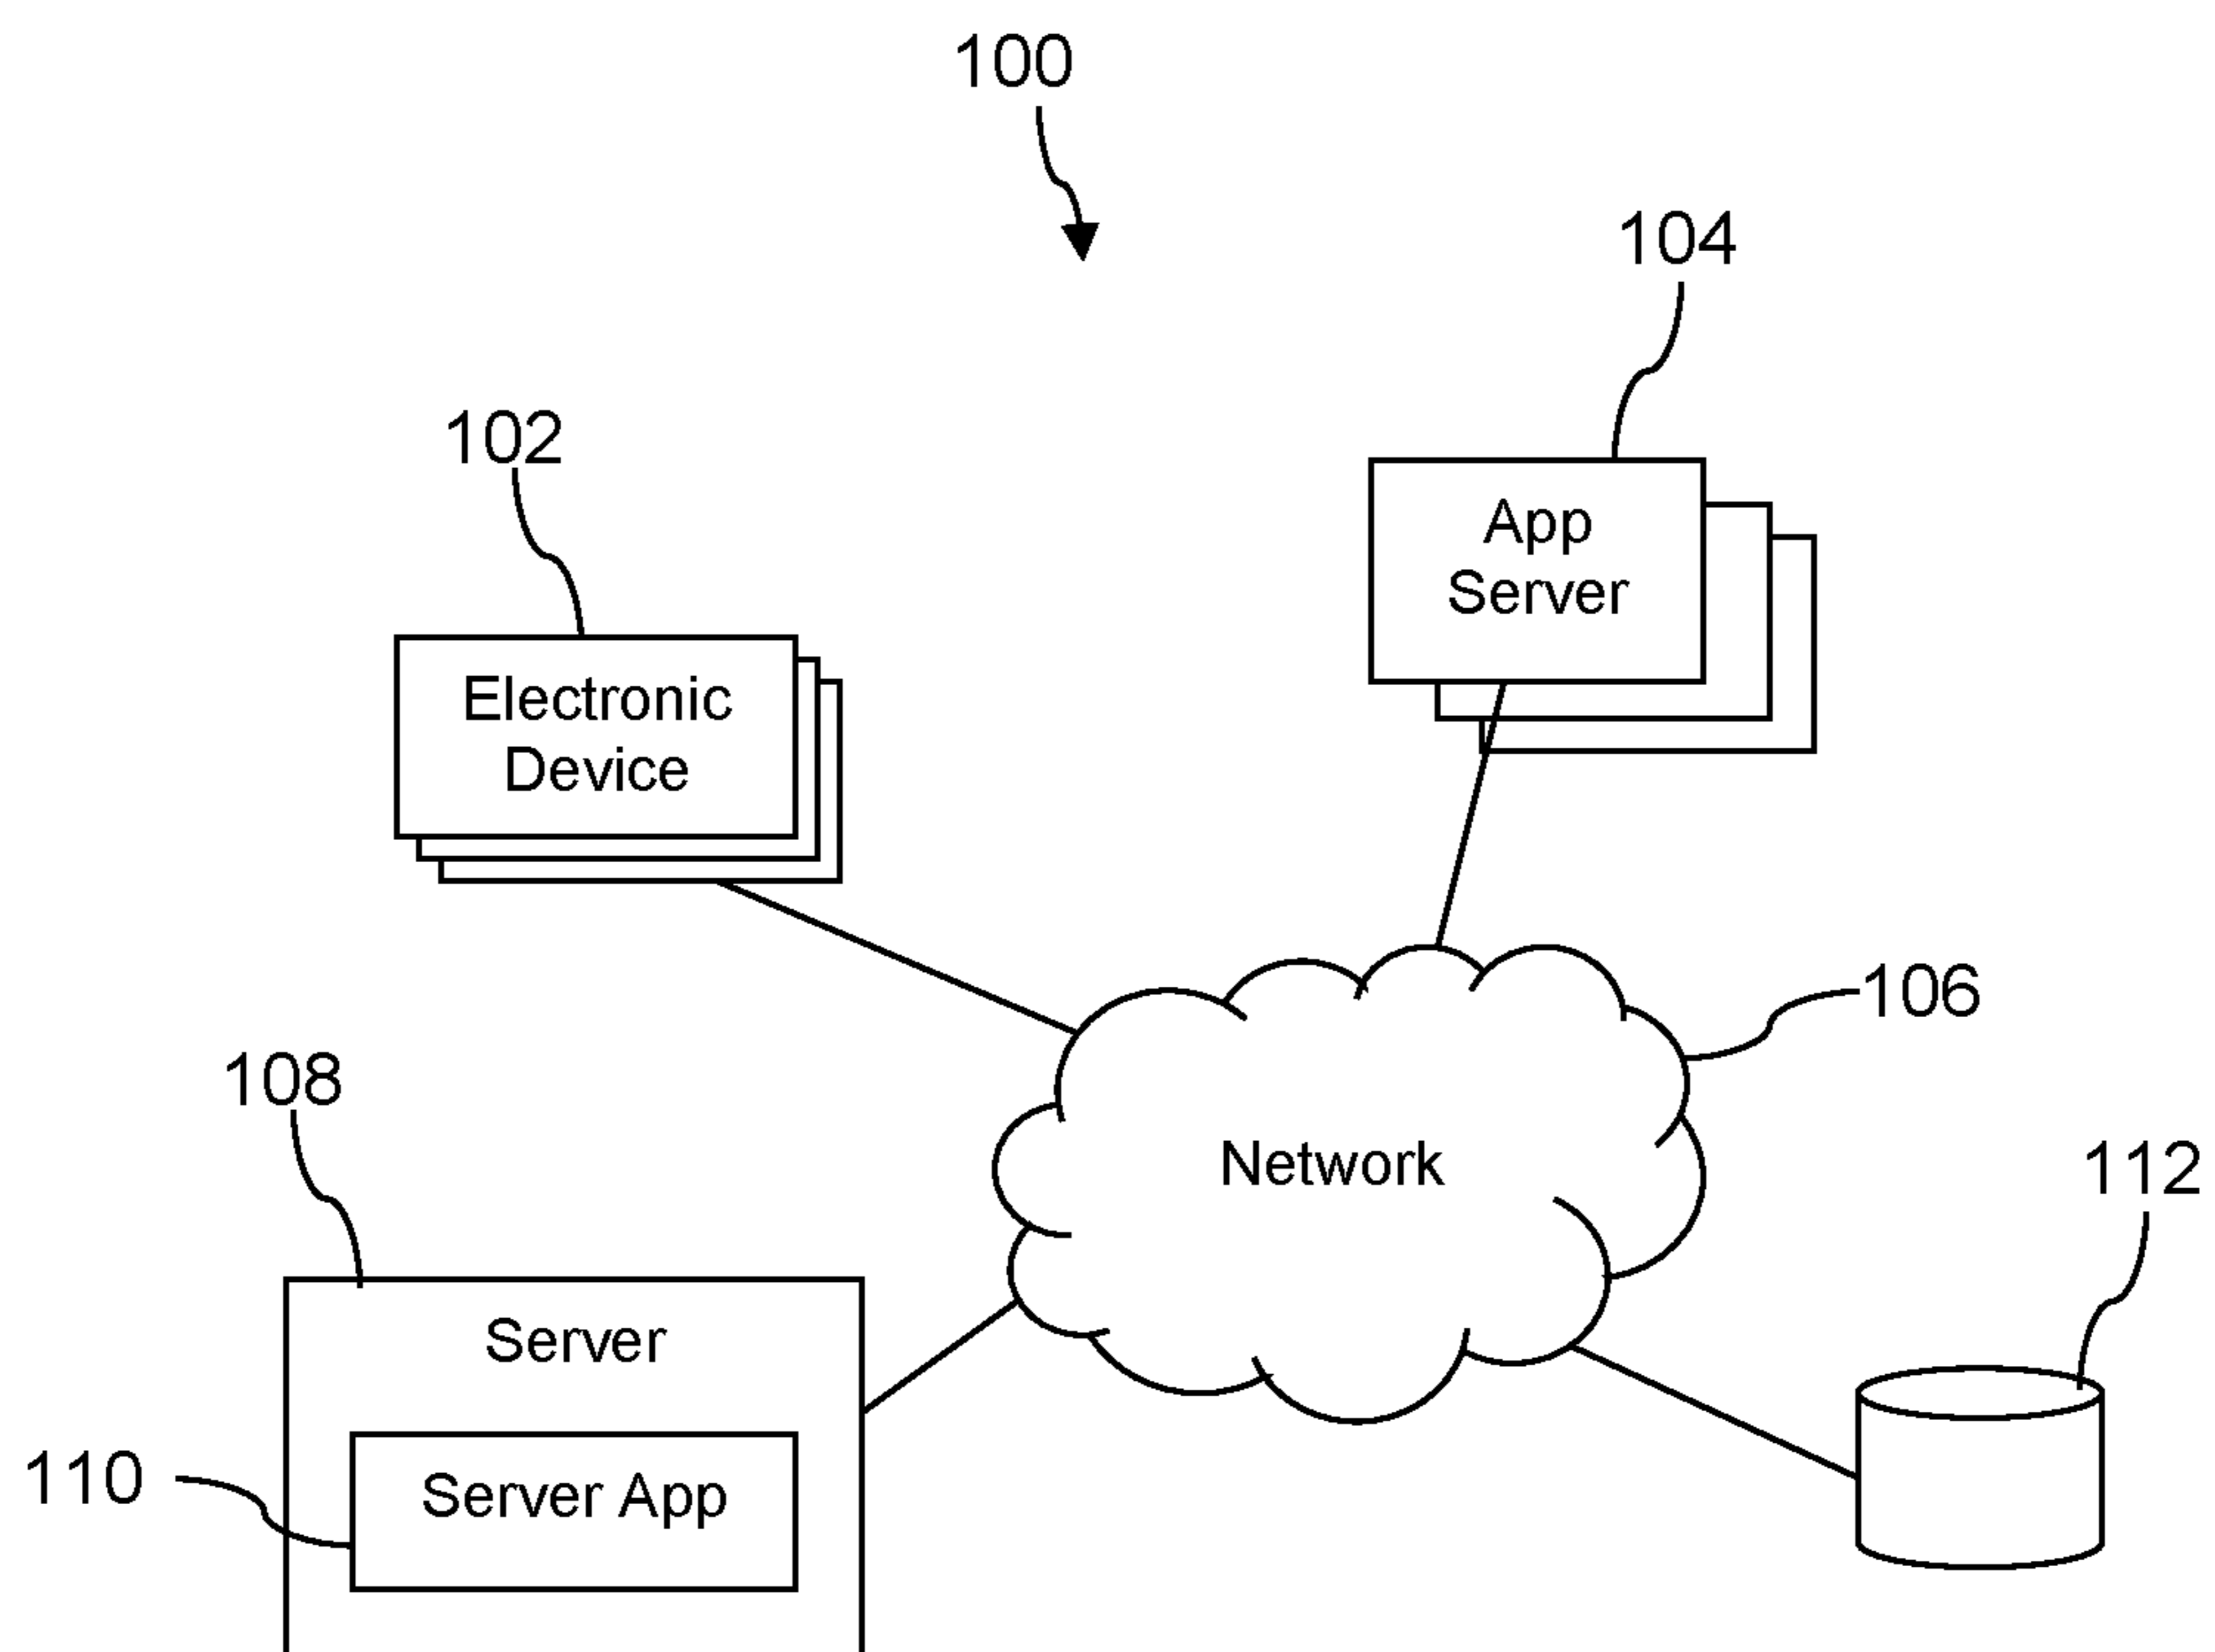 100
104
102
App
Server
Electronic
Device
106
108
Network
112
Server
110
Server App